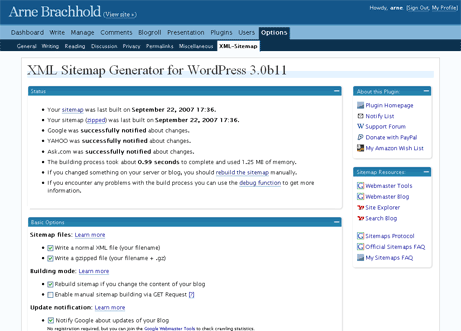 Arne Brachhold (View site »)
Howdy, arne. [Sign Out, My Profile]
Dashboard Write Manage Comments Blogroll Presentation Plugins Users Options
General Writing Reading Discussion Privacy Permalinks Miscellaneous XML-Sitemap
XML Sitemap Generator for WordPress 3.0b11
Status
Your sitemap was last built on September 22, 2007 17:36.
Your sitemap (zipped) was last built on September 22, 2007 17:36.
Google was successfully notified about changes.
YAHOO was successfully notified about changes.
Ask.com was successfully notified about changes.
The building process took about 0.99 seconds to complete and used 1.25 MB of memory.
If you changed something on your server or blog, you should rebuild the sitemap manually.
If you encounter any problems with the build process you can use the debug function to get more
information.
Basic Options
Sitemap files: Learn more
Write a normal XML file (your filename)
Write a gzipped file (your filename + .gz)
Building mode: Learn more
Rebuild sitemap if you change the content of your blog
Enable manual sitemap building via GET Request [?]
Update notification: Learn more
Notify Google about updates of your Blog
No registration required, but you can join the Google Webmaster Tools to check crawling statistics.
About this Plugin:
Plugin Homepage
Notify List
Support Forum
Donate with PayPal
My Amazon Wish List
Sitemap Resources:
Webmaster Tools
Webmaster Blog
Site Explorer
Search Blog
Sitemaps Protocol
Official Sitemaps FAQ
My Sitemaps FAQ